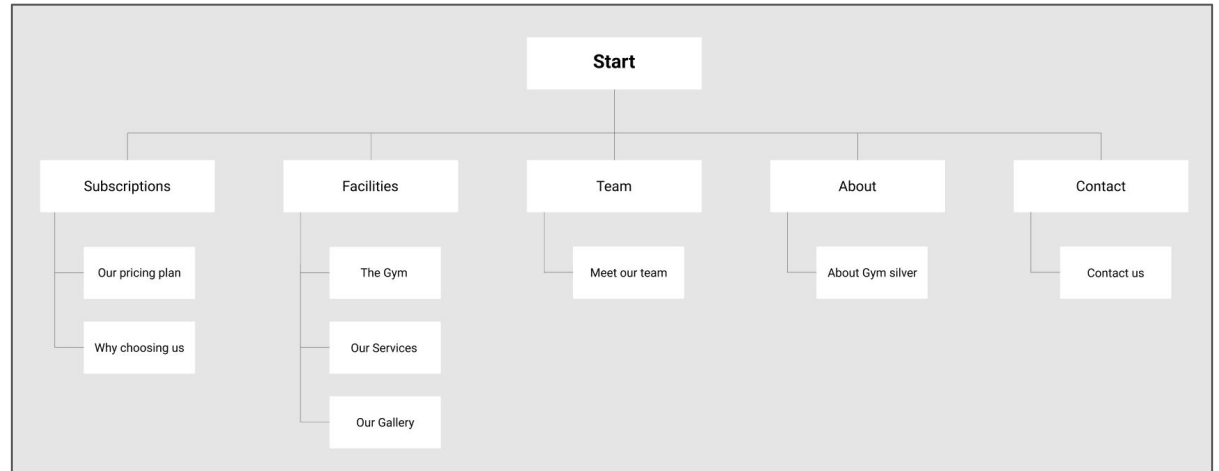 Start
Subscriptions
Facilities
Team
About
Contact
Our pricing plan
The Gym
Meet our team
About Gym silver
Contact us
Why choosing us
Our Services
Our Gallery